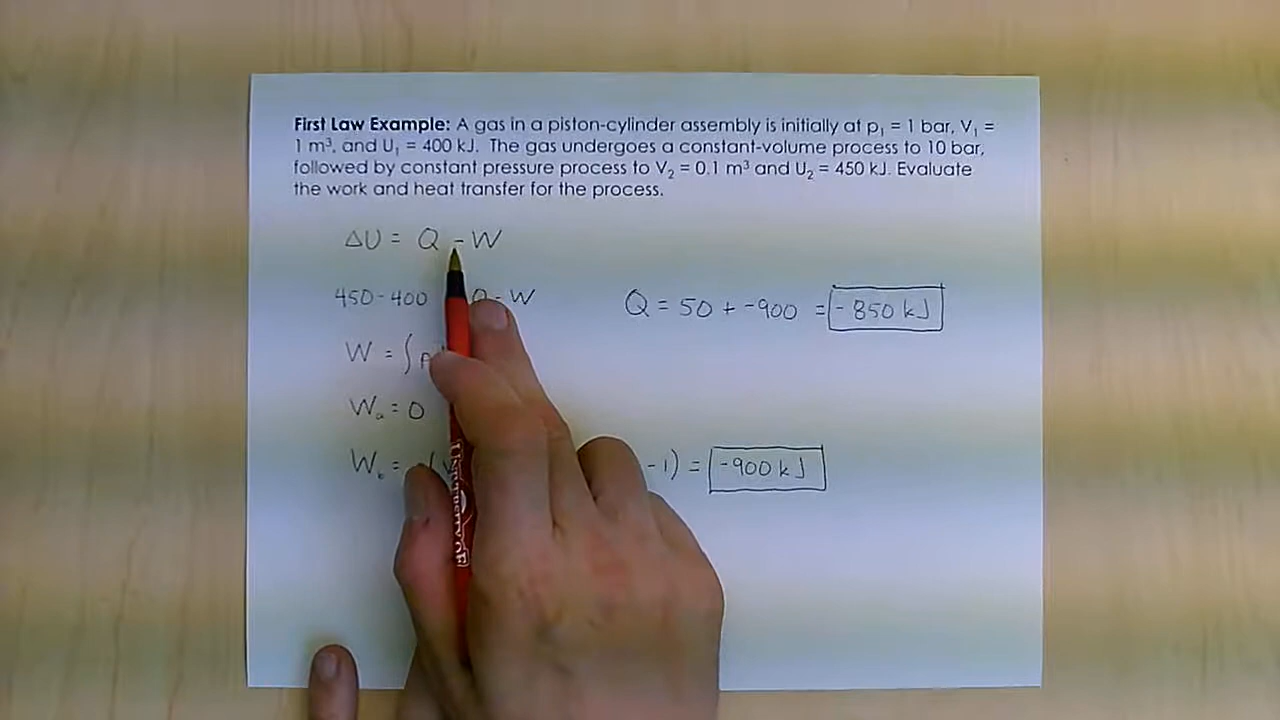 First Law Example: A gas in a piston-cylinder assembly is initially at p₁ = 1 bar, V₁ =
1 m³, and U₁ = 400 kJ. The gas undergoes a constant-volume process to 10 bar,
followed by constant pressure process to V₂ = 0.1 m³ and U₂ = 450 kJ. Evaluate
the work and heat transfer for the process.
ΔU = Q - W
450-400 Q - W
Q = 50 + -900 = -850 kJ
W = ∫ p
Wₐ = 0
W_b = -1) = -900 kJ
UNIVERSITY OF